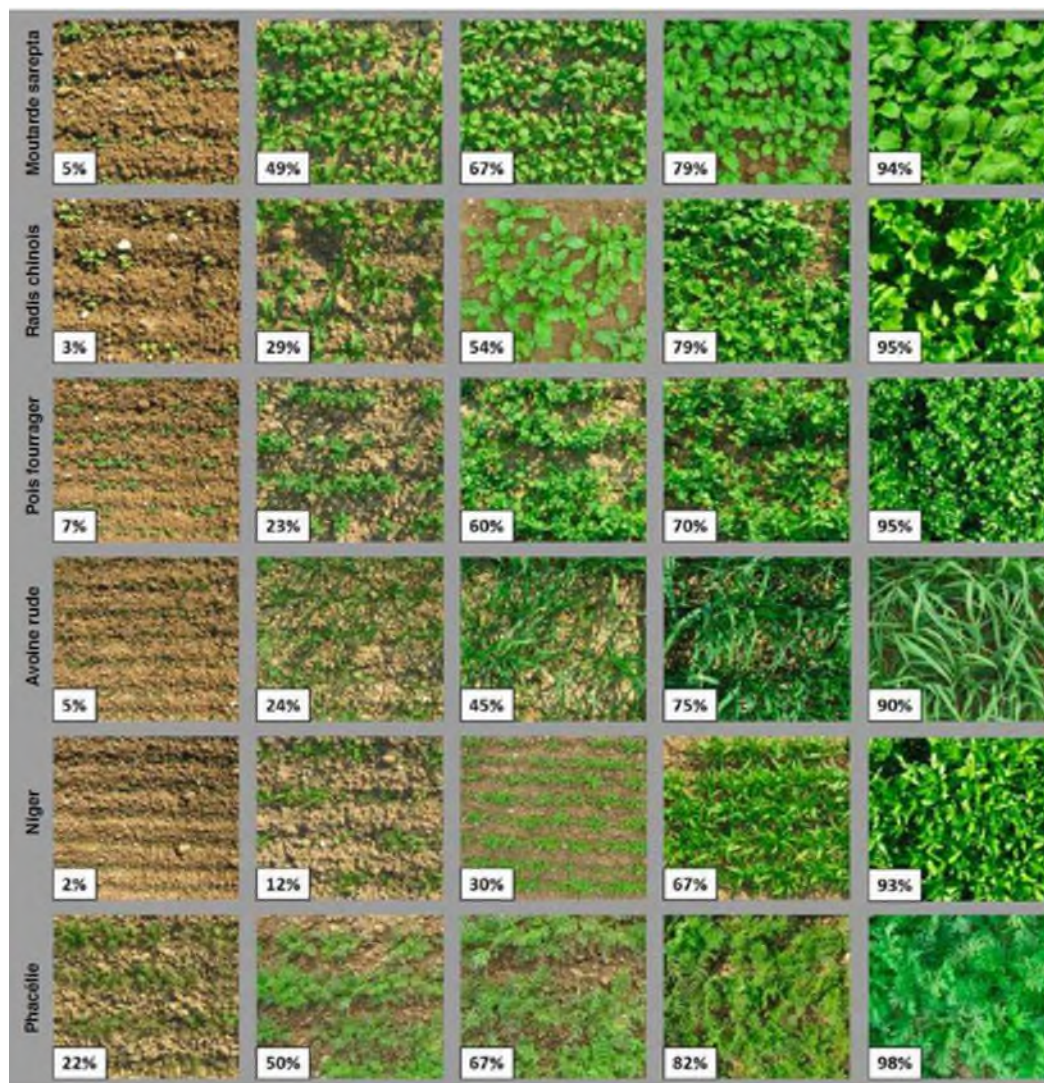 Moutarde sarepta
5% 49% 67% 79% 94%
Radis chinois
3% 29% 54% 79% 95%
Pois fourrager
7% 23% 60% 70% 95%
Avoine rude
5% 24% 45% 75% 90%
Niger
2% 12% 30% 67% 93%
Phacélie
22% 50% 67% 82% 98%